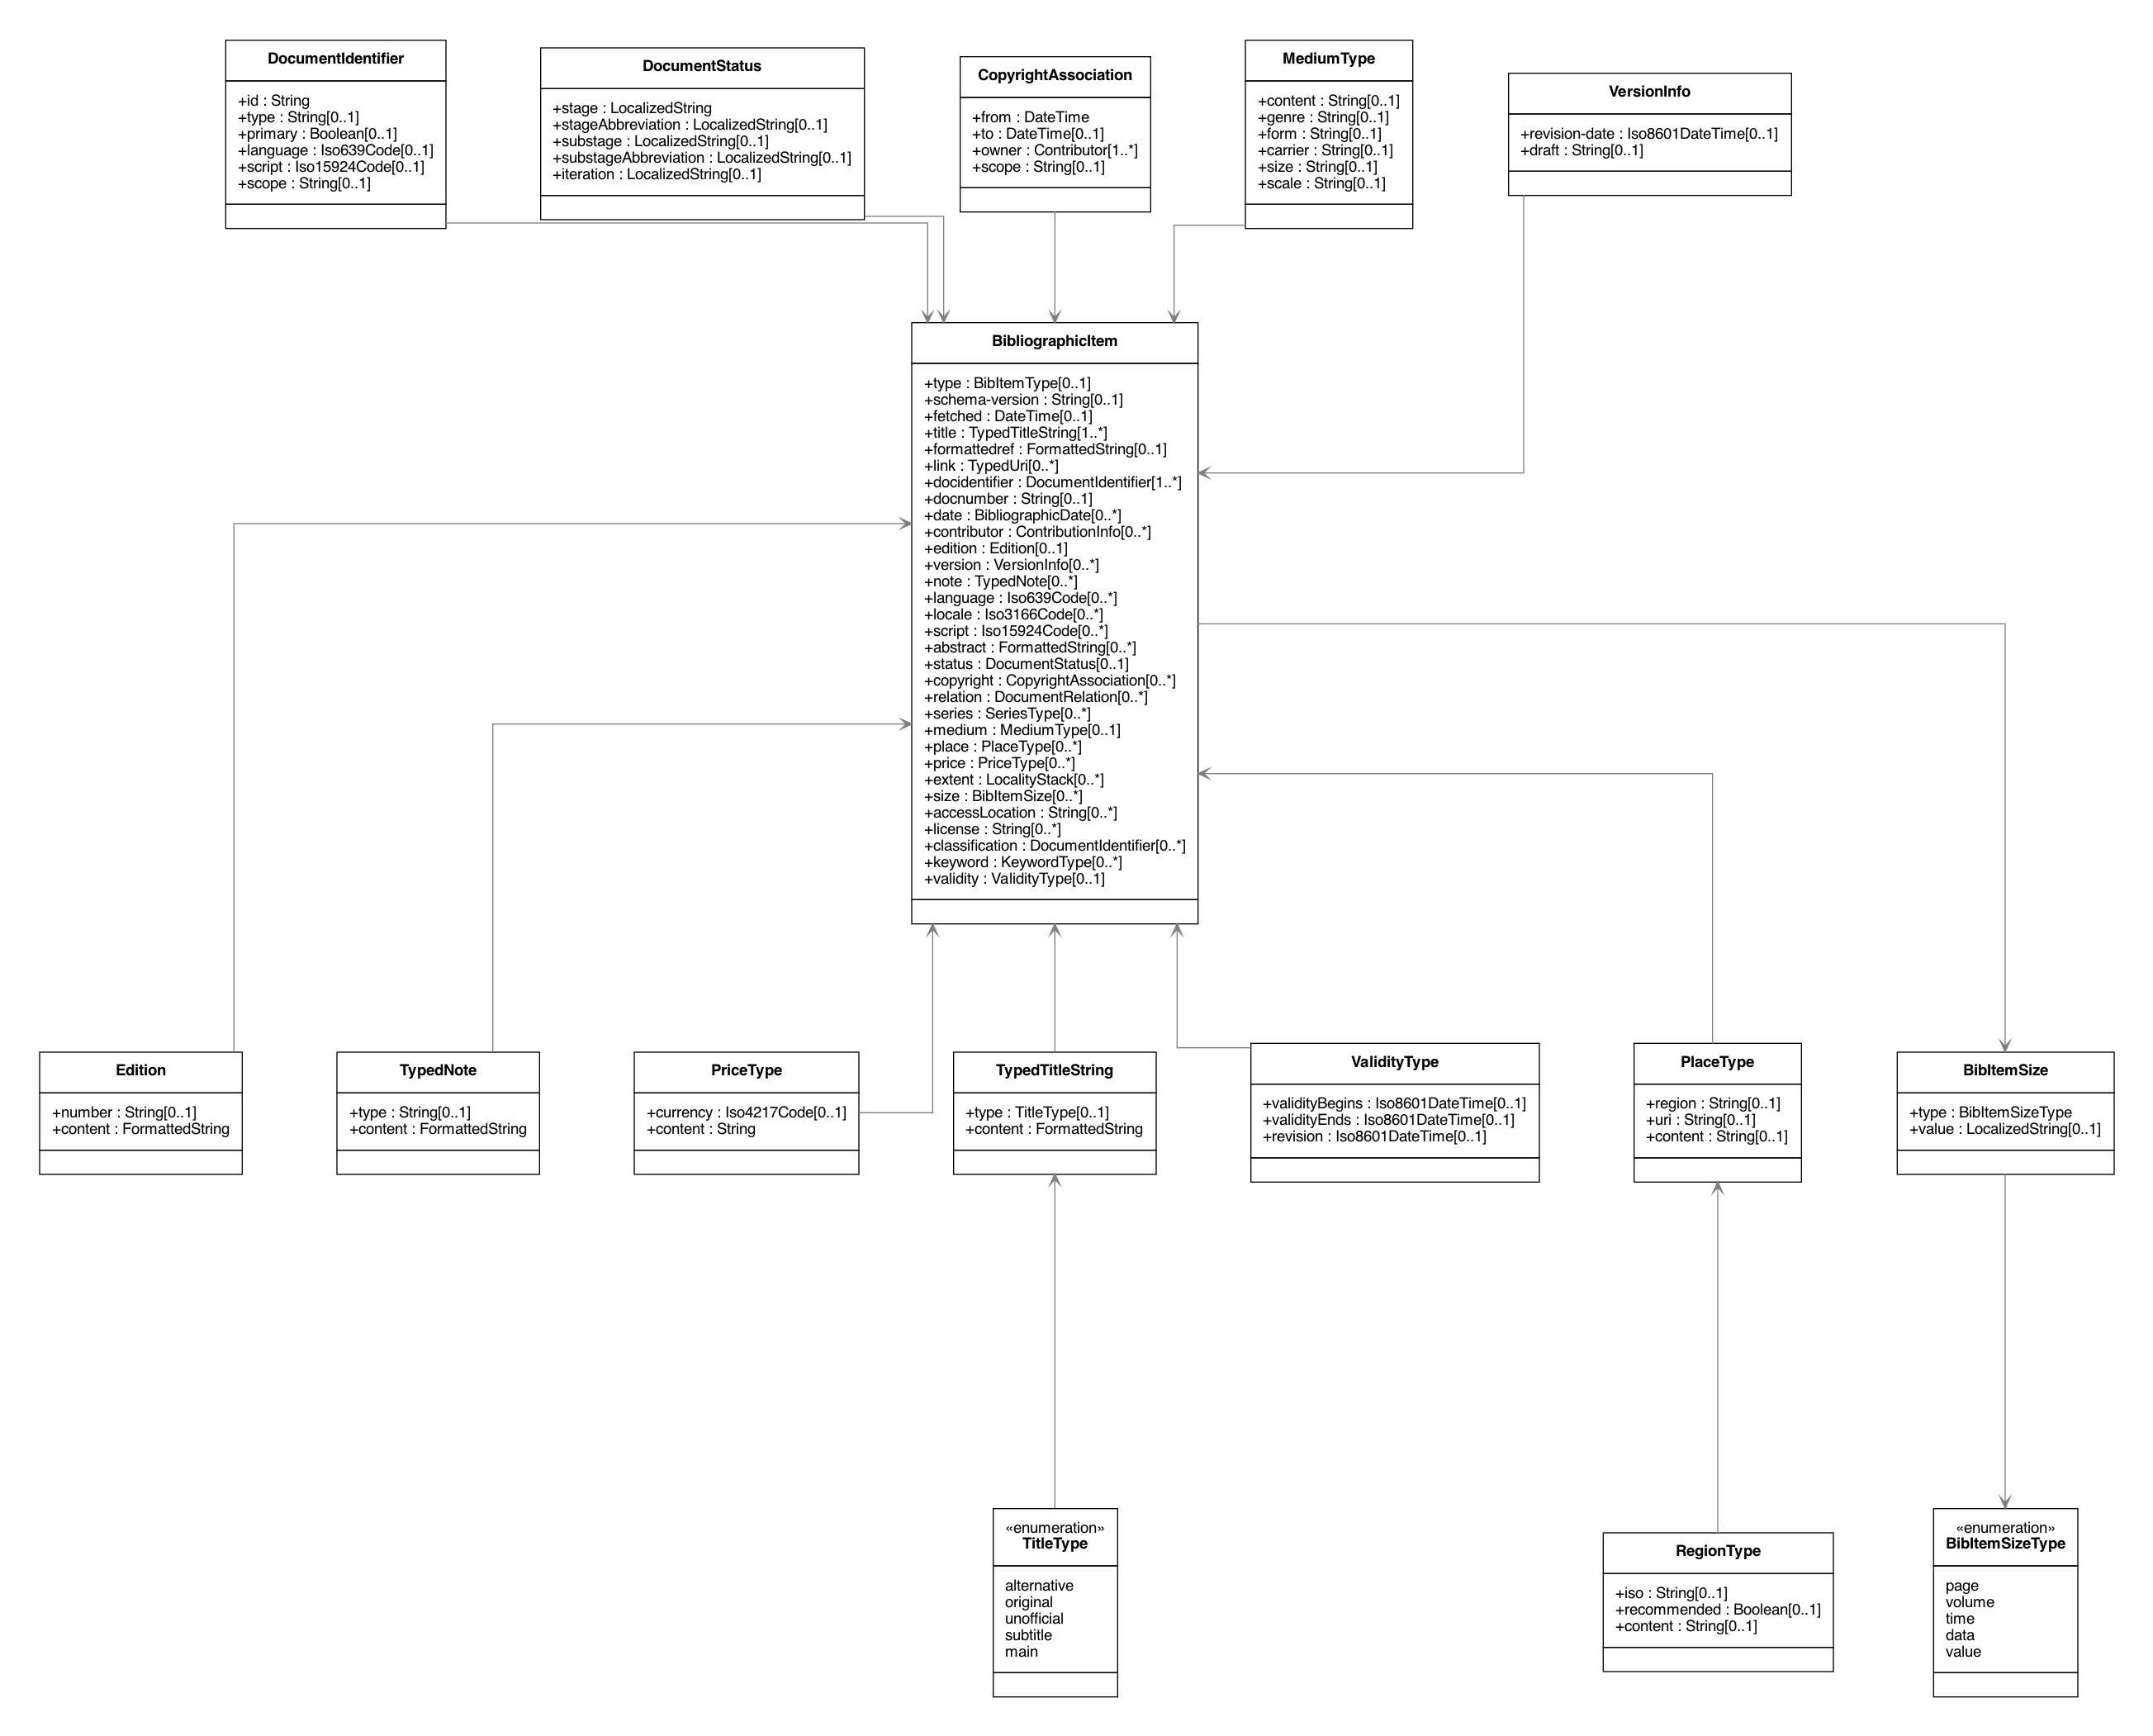 DocumentIdentifier
+id : String
+type : String[0..1]
+primary : Boolean[0..1]
+language : Iso639Code[0..1]
+script : Iso15924Code[0..1]
+scope : String[0..1]
DocumentStatus
+stage : LocalizedString
+stageAbbreviation : LocalizedString[0..1]
+substage : LocalizedString[0..1]
+substageAbbreviation : LocalizedString[0..1]
+iteration : LocalizedString[0..1]
CopyrightAssociation
+from : DateTime
+to : DateTime[0..1]
+owner : Contributor[1..*]
+scope : String[0..1]
MediumType
+content : String[0..1]
+genre : String[0..1]
+form : String[0..1]
+carrier : String[0..1]
+size : String[0..1]
+scale : String[0..1]
VersionInfo
+revision-date : Iso8601DateTime[0..1]
+draft : String[0..1]
BibliographicItem
+type : BibItemType[0..1]
+schema-version : String[0..1]
+fetched : DateTime[0..1]
+title : TypedTitleString[1..*]
+formattedref : FormattedString[0..1]
+link : TypedUri[0..*]
+docidentifier : DocumentIdentifier[1..*]
+docnumber : String[0..1]
+date : BibliographicDate[0..*]
+contributor : ContributionInfo[0..*]
+edition : Edition[0..1]
+version : VersionInfo[0..*]
+note : TypedNote[0..*]
+language : Iso639Code[0..*]
+locale : Iso3166Code[0..*]
+script : Iso15924Code[0..*]
+abstract : FormattedString[0..*]
+status : DocumentStatus[0..1]
+copyright : CopyrightAssociation[0..*]
+relation : DocumentRelation[0..*]
+series : SeriesType[0..*]
+medium : MediumType[0..1]
+place : PlaceType[0..*]
+price : PriceType[0..*]
+extent : LocalityStack[0..*]
+size : BibItemSize[0..*]
+accessLocation : String[0..*]
+license : String[0..*]
+classification : DocumentIdentifier[0..*]
+keyword : KeywordType[0..*]
+validity : ValidityType[0..1]
Edition
+number : String[0..1]
+content : FormattedString
TypedNote
+type : String[0..1]
+content : FormattedString
PriceType
+currency : Iso4217Code[0..1]
+content : String
TypedTitleString
+type : TitleType[0..1]
+content : FormattedString
ValidityType
+validityBegins : Iso8601DateTime[0..1]
+validityEnds : Iso8601DateTime[0..1]
+revision : Iso8601DateTime[0..1]
PlaceType
+region : String[0..1]
+uri : String[0..1]
+content : String[0..1]
BibItemSize
+type : BibItemSizeType
+value : LocalizedString[0..1]
«enumeration»
TitleType
alternative
original
unofficial
subtitle
main
RegionType
+iso : String[0..1]
+recommended : Boolean[0..1]
+content : String[0..1]
«enumeration»
BibItemSizeType
page
volume
time
data
value